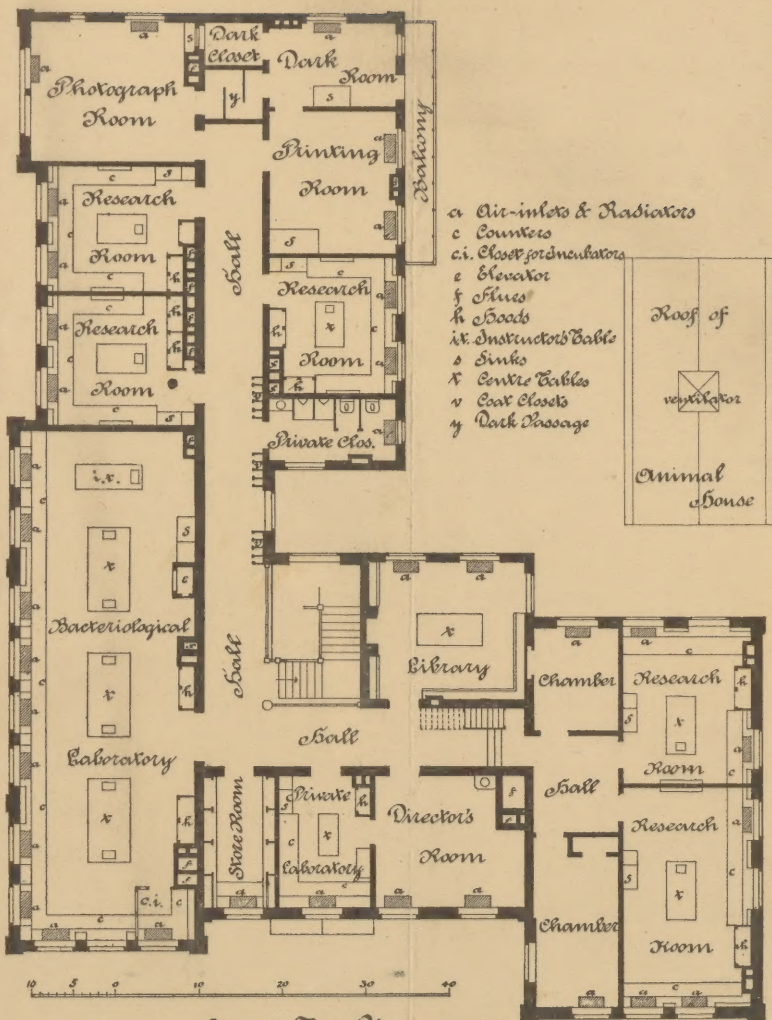 Dark
Closet
Dark
Room
Photograph
Room
y
s
Printing
Room
Balcony
Research
Room
Hall
Research
Room
Research
Room
Private Clos.
a Air-inlets & Radiators
c Counters
c.i. Closet for Incubators
e Elevator
f Flues
h Hoods
i.x. Instructor's Table
s Sinks
x Centre Tables
v Coat Closets
y Dark Passage
Roof of
ventilator
Animal
House
i.x.
x
s
e
Bacteriological
x
h
Laboratory
x
h
c.i.
c
Hall
Hall
x
Library
Chamber
Research
Room
Hall
Store Room
Private
Laboratory
Director's
Room
Research
Room
Chamber
10 5 0 10 20 30 40